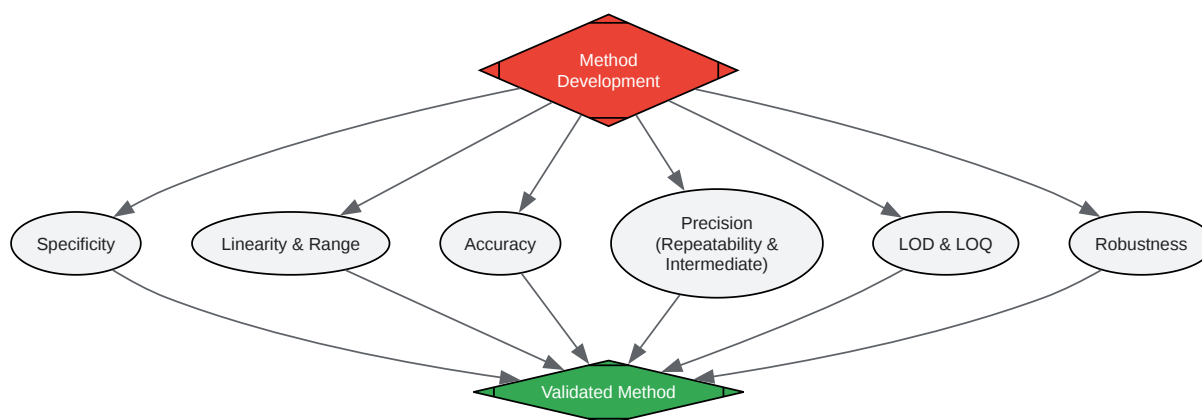 Method
Development
Specificity
Linearity & Range
Accuracy
Precision
(Repeatability &
Intermediate)
LOD & LOQ
Robustness
Validated Method